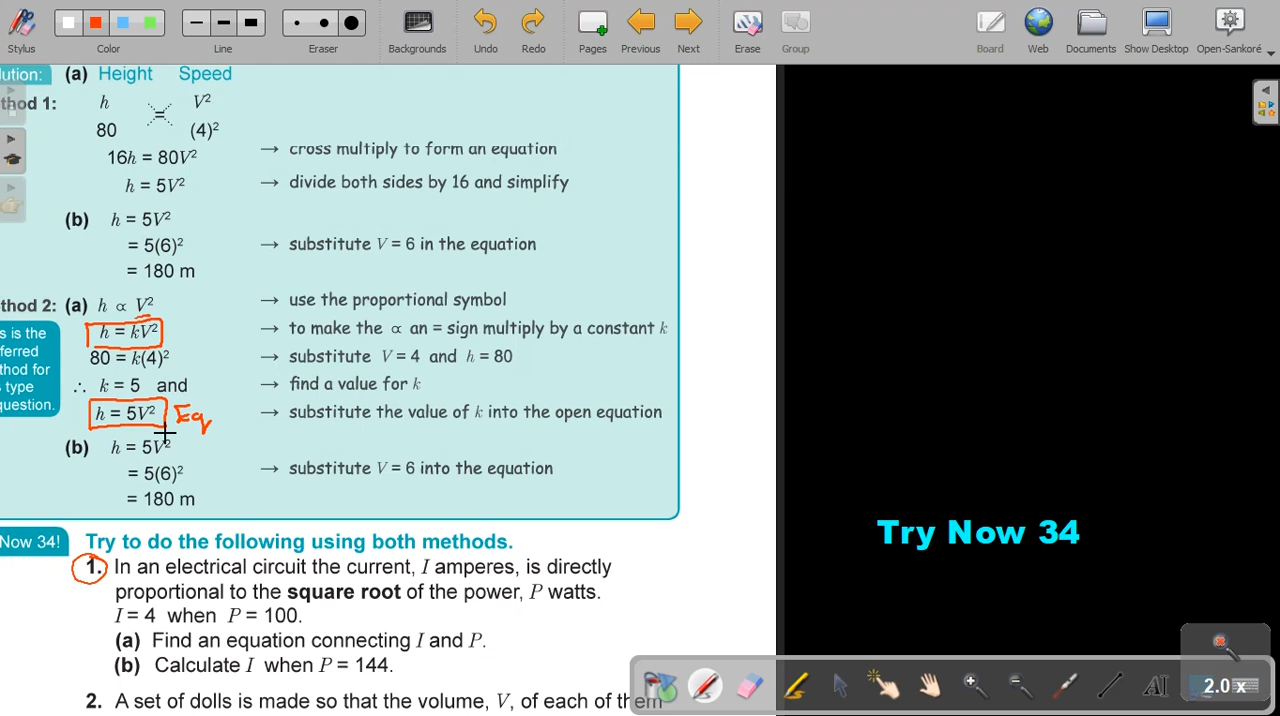 Stylus Color Line Eraser Backgrounds Undo Redo Pages Previous Next Erase Group Board Web Documents Show Desktop Open-Sankoré
lution: (a) Height Speed
thod 1: h V²
80 = (4)²
16h = 80V² → cross multiply to form an equation
h = 5V² → divide both sides by 16 and simplify
(b) h = 5V²
= 5(6)² → substitute V = 6 in the equation
= 180 m
thod 2: (a) h ∝ V² → use the proportional symbol
h = kV² → to make the ∝ an = sign multiply by a constant k
80 = k(4)² → substitute V = 4 and h = 80
∴ k = 5 and → find a value for k
h = 5V² Eq → substitute the value of k into the open equation
s is the
ferred
thod for
s type
question.
(b) h = 5V²
= 5(6)² → substitute V = 6 into the equation
= 180 m
Now 34! Try to do the following using both methods.
1. In an electrical circuit the current, I amperes, is directly
proportional to the square root of the power, P watts.
I = 4 when P = 100.
(a) Find an equation connecting I and P.
(b) Calculate I when P = 144.
2. A set of dolls is made so that the volume, V, of each of them
Try Now 34
AI
2.0 x